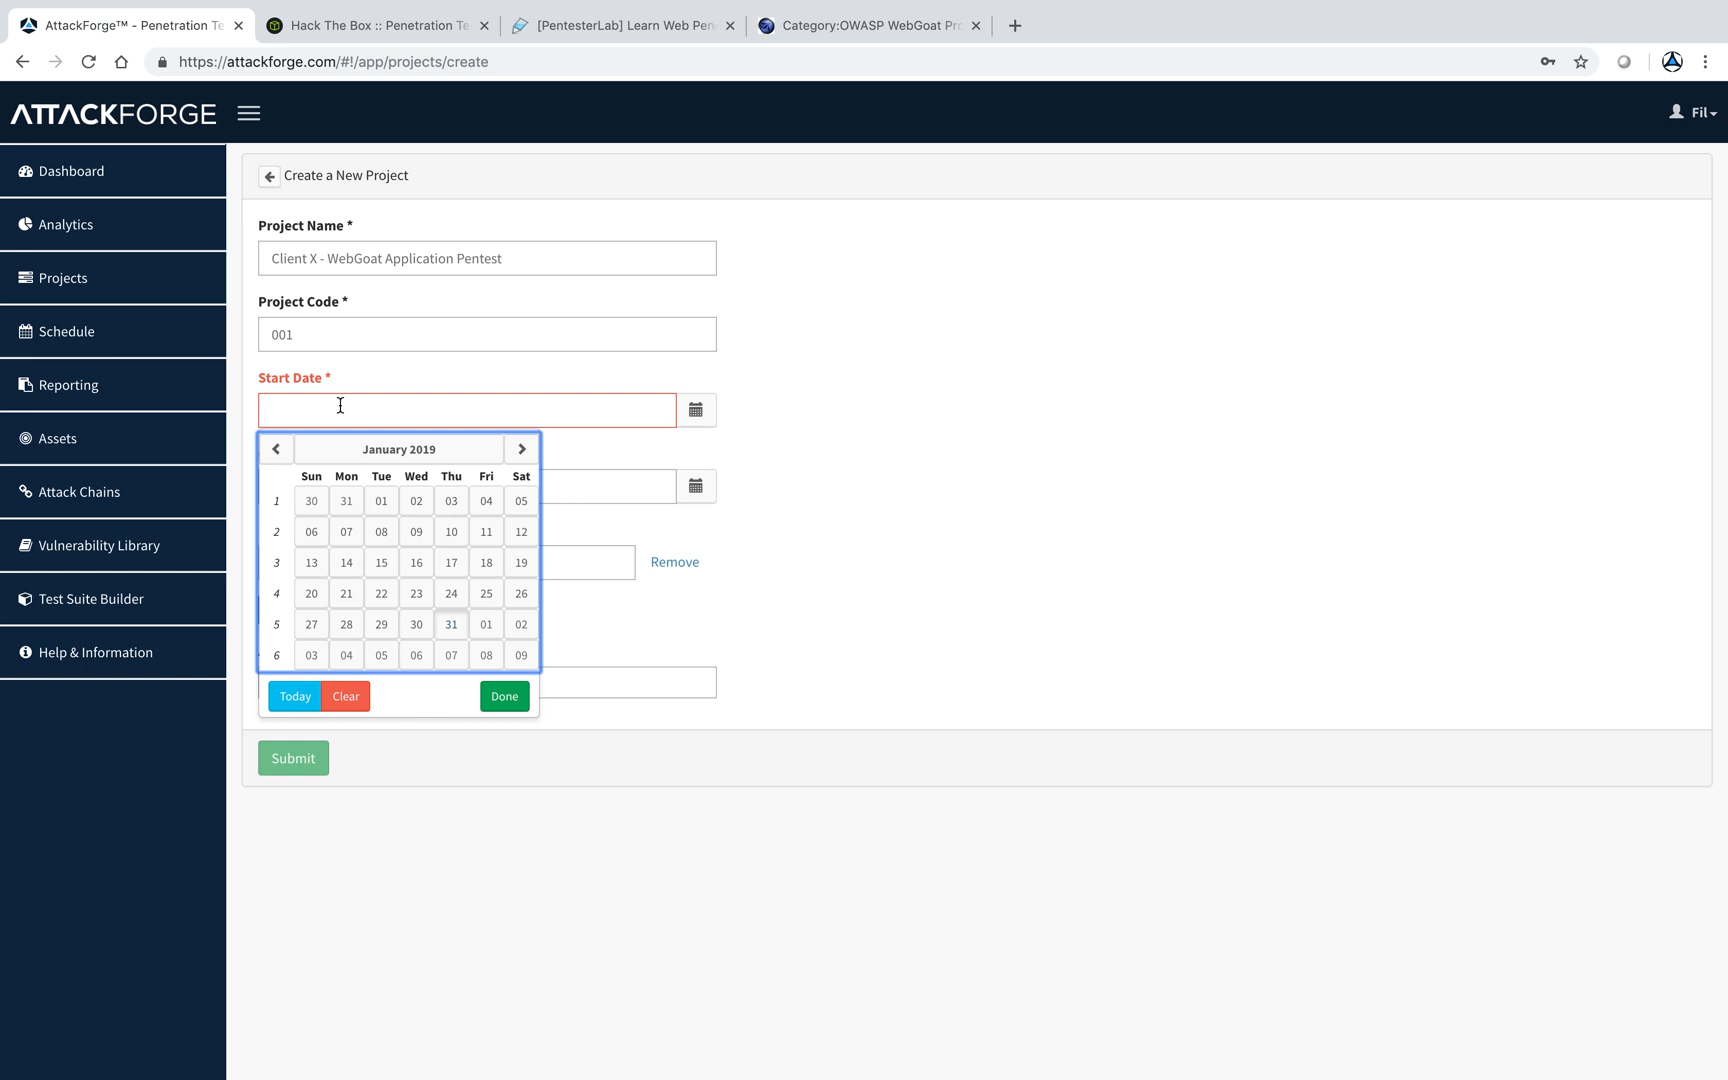 AttackForge™ - Penetration Te
Hack The Box :: Penetration Te
[PentesterLab] Learn Web Pen
Category:OWASP WebGoat Pro
https://attackforge.com/#!/app/projects/create
ATTACKFORGE
Fil
Dashboard
Analytics
Projects
Schedule
Reporting
Assets
Attack Chains
Vulnerability Library
Test Suite Builder
Help & Information
Create a New Project
Project Name *
Client X - WebGoat Application Pentest
Project Code *
001
Start Date *
January 2019
Sun Mon Tue Wed Thu Fri Sat
1 30 31 01 02 03 04 05
2 06 07 08 09 10 11 12
3 13 14 15 16 17 18 19
4 20 21 22 23 24 25 26
5 27 28 29 30 31 01 02
6 03 04 05 06 07 08 09
Remove
Today Clear Done
Submit